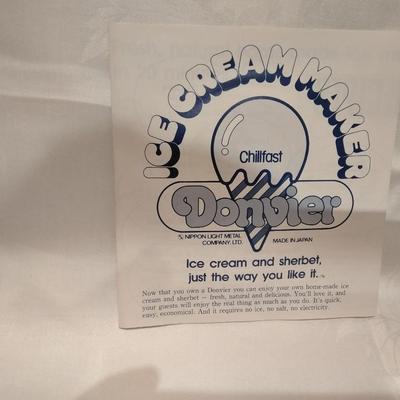 ICE CREAM MAKER
Chillfast
Donvier
NIPPON LIGHT METAL
COMPANY. LTD.
MADE IN JAPAN
Ice cream and sherbet,
just the way you like it.
Now that you own a Donvier you can enjoy your own home-made ice
cream and sherbet — fresh, natural and delicious. You'll love it, and
your guests will enjoy the real thing as much as you do. It's quick,
easy, economical. And it requires no ice, no salt, no electricity.